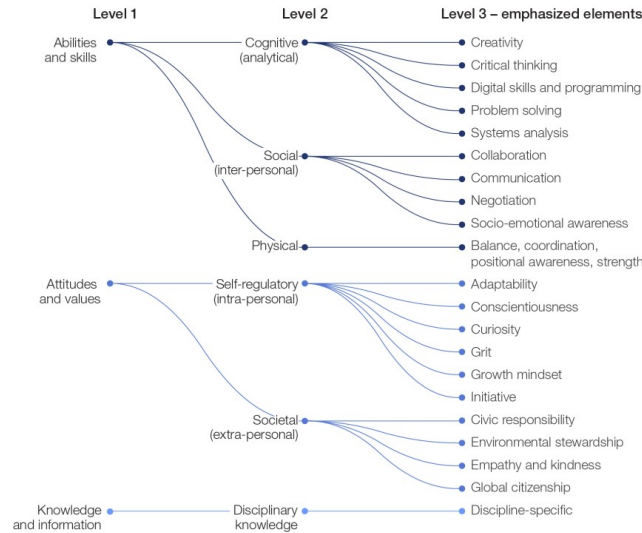 Level 1
Level 2
Level 3 – emphasized elements
Abilities
and skills
Cognitive
(analytical)
Creativity
Critical thinking
Digital skills and programming
Problem solving
Systems analysis
Social
(inter-personal)
Collaboration
Communication
Negotiation
Socio-emotional awareness
Physical
Balance, coordination,
positional awareness, strength
Attitudes
and values
Self-regulatory
(intra-personal)
Adaptability
Conscientiousness
Curiosity
Grit
Growth mindset
Initiative
Societal
(extra-personal)
Civic responsibility
Environmental stewardship
Empathy and kindness
Global citizenship
Knowledge
and information
Disciplinary
knowledge
Discipline-specific